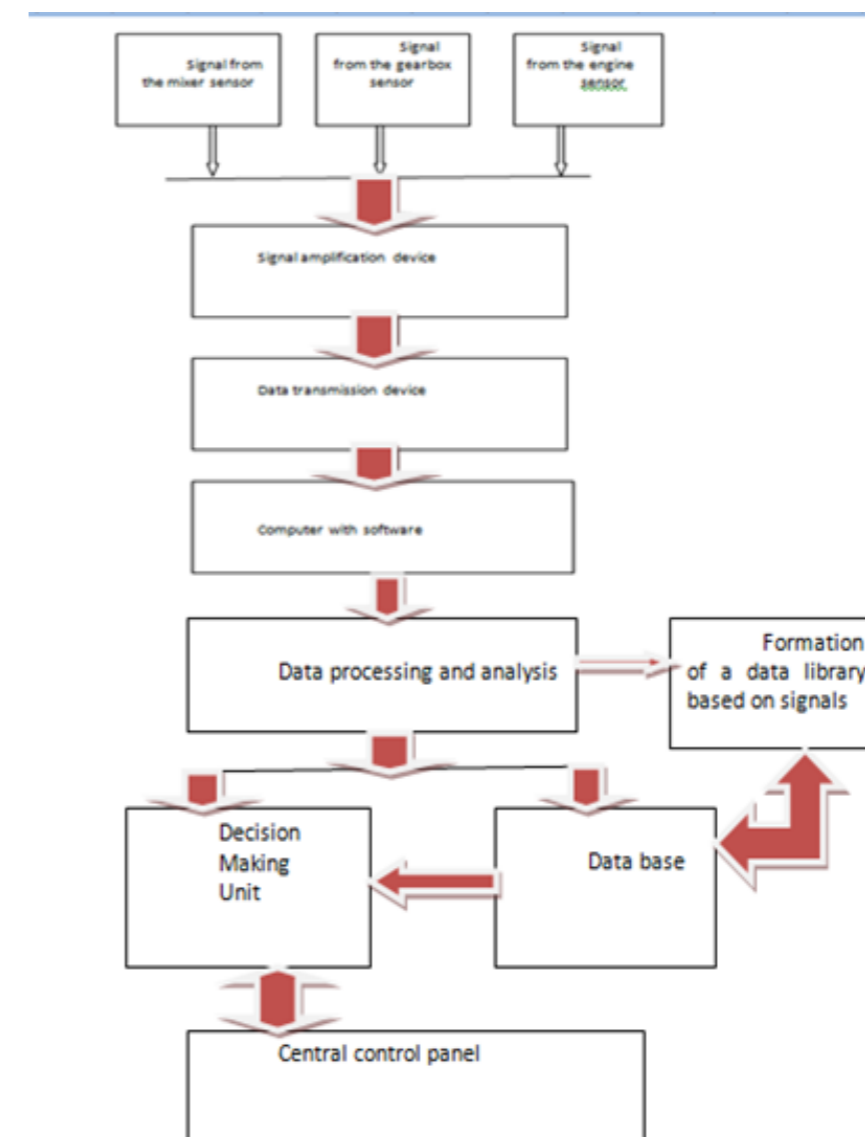 Signal from
the mixer sensor
Signal
from the gearbox
sensor
Signal
from the engine
sensor
Signal amplification device
Data transmission device
Computer with software
Data processing and analysis
Formation
of a data library
based on signals
Decision
Making
Unit
Data base
Central control panel